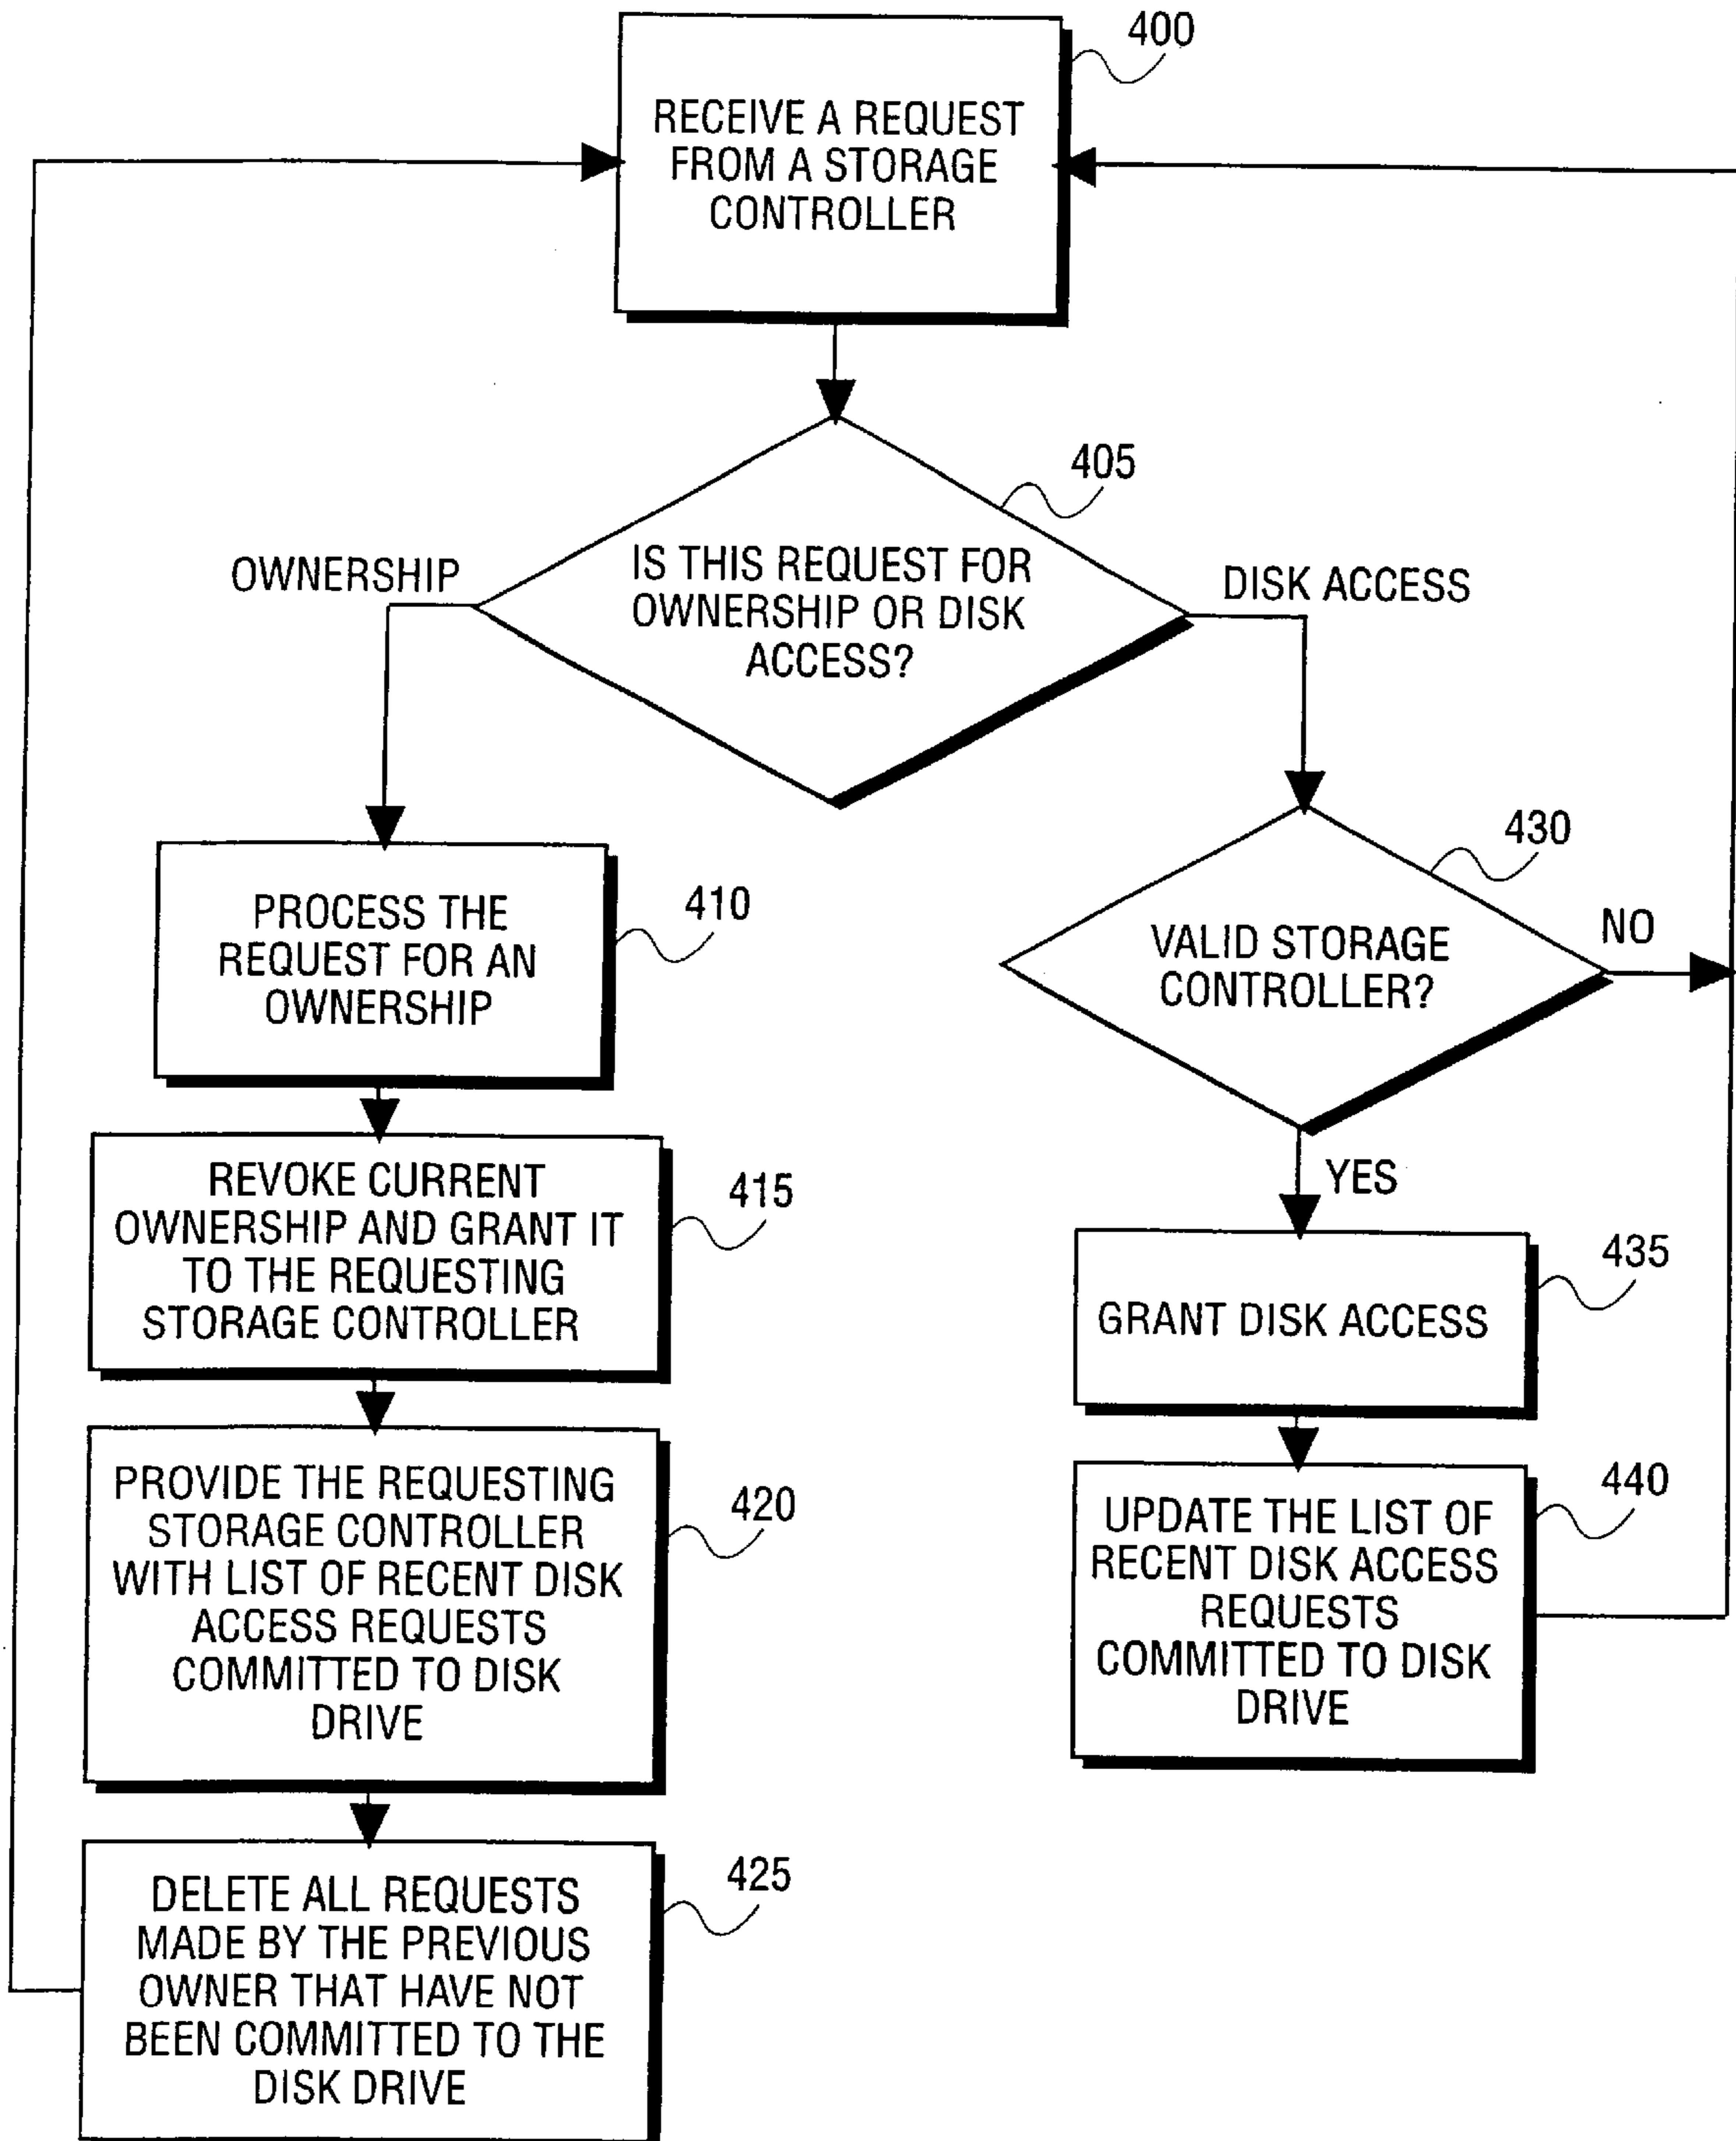 400
RECEIVE A REQUEST
FROM A STORAGE
CONTROLLER
405
IS THIS REQUEST FOR
OWNERSHIP OR DISK
ACCESS?
OWNERSHIP
DISK ACCESS
410
PROCESS THE
REQUEST FOR AN
OWNERSHIP
430
VALID STORAGE
CONTROLLER?
NO
YES
415
REVOKE CURRENT
OWNERSHIP AND GRANT IT
TO THE REQUESTING
STORAGE CONTROLLER
435
GRANT DISK ACCESS
420
PROVIDE THE REQUESTING
STORAGE CONTROLLER
WITH LIST OF RECENT DISK
ACCESS REQUESTS
COMMITTED TO DISK
DRIVE
440
UPDATE THE LIST OF
RECENT DISK ACCESS
REQUESTS
COMMITTED TO DISK
DRIVE
425
DELETE ALL REQUESTS
MADE BY THE PREVIOUS
OWNER THAT HAVE NOT
BEEN COMMITTED TO THE
DISK DRIVE